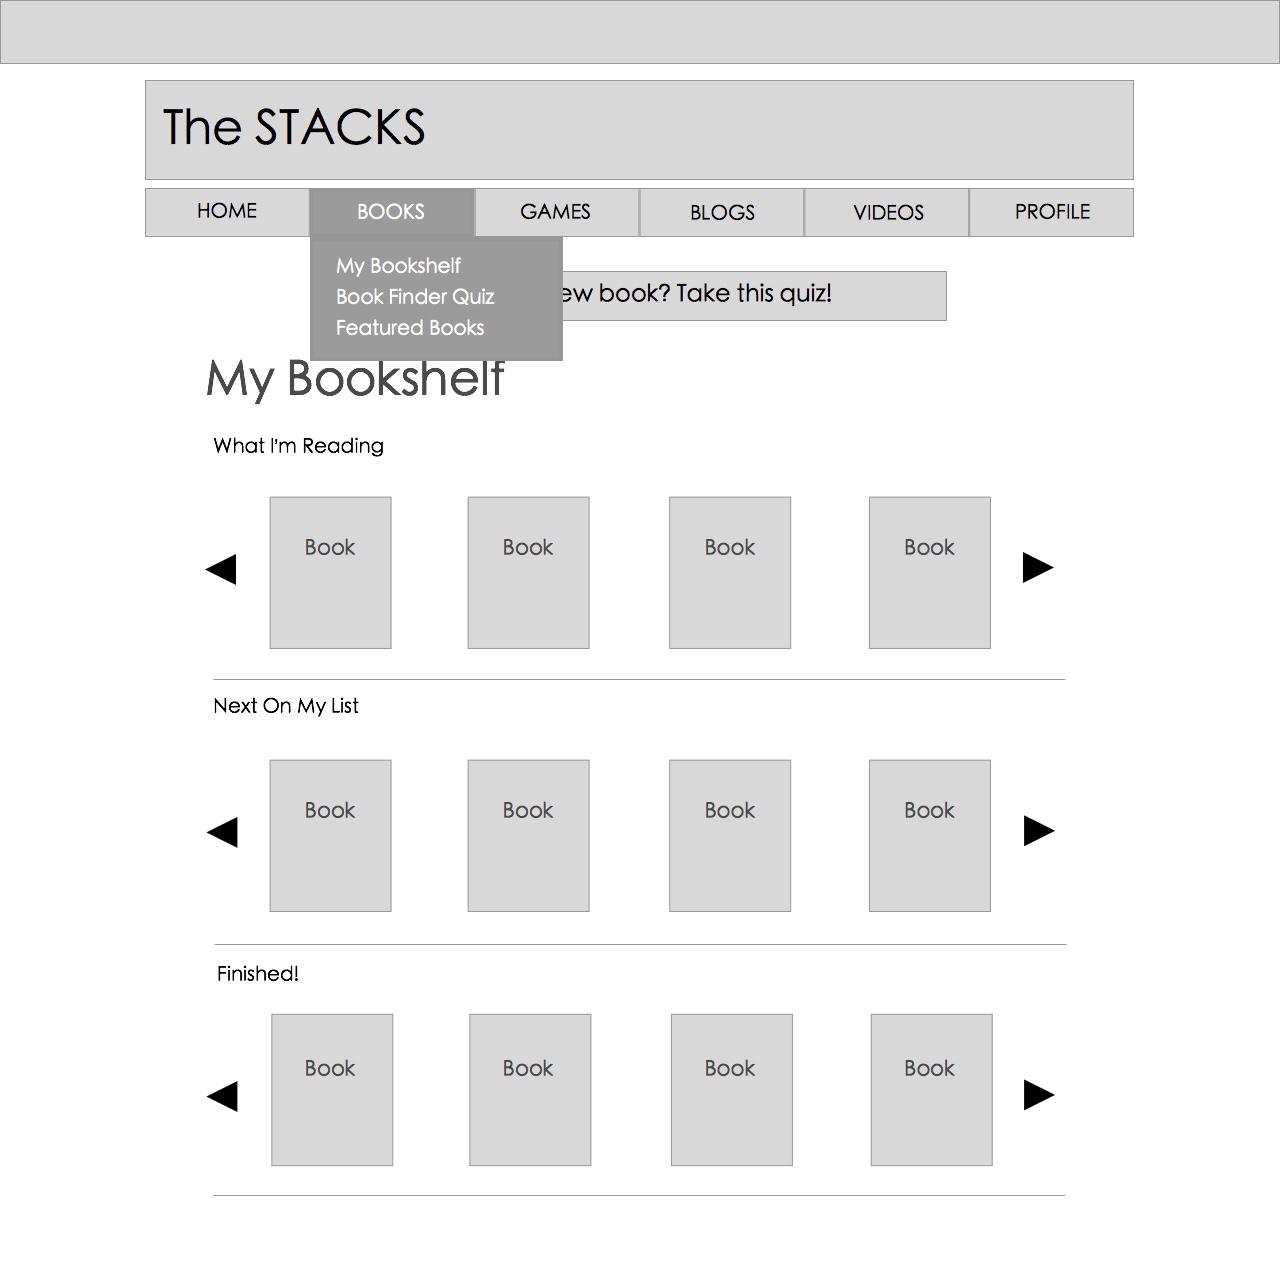 The STACKS
HOME BOOKS GAMES BLOGS VIDEOS PROFILE
My Bookshelf
Book Finder Quiz
Featured Books
book? Take this quiz!
My Bookshelf
What I'm Reading
Book Book Book Book
Next On My List
Book Book Book Book
Finished!
Book Book Book Book